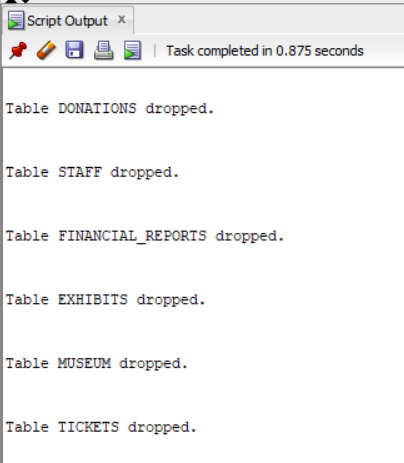 Script Output x
Task completed in 0.875 seconds
Table DONATIONS dropped.
Table STAFF dropped.
Table FINANCIAL_REPORTS dropped.
Table EXHIBITS dropped.
Table MUSEUM dropped.
Table TICKETS dropped.